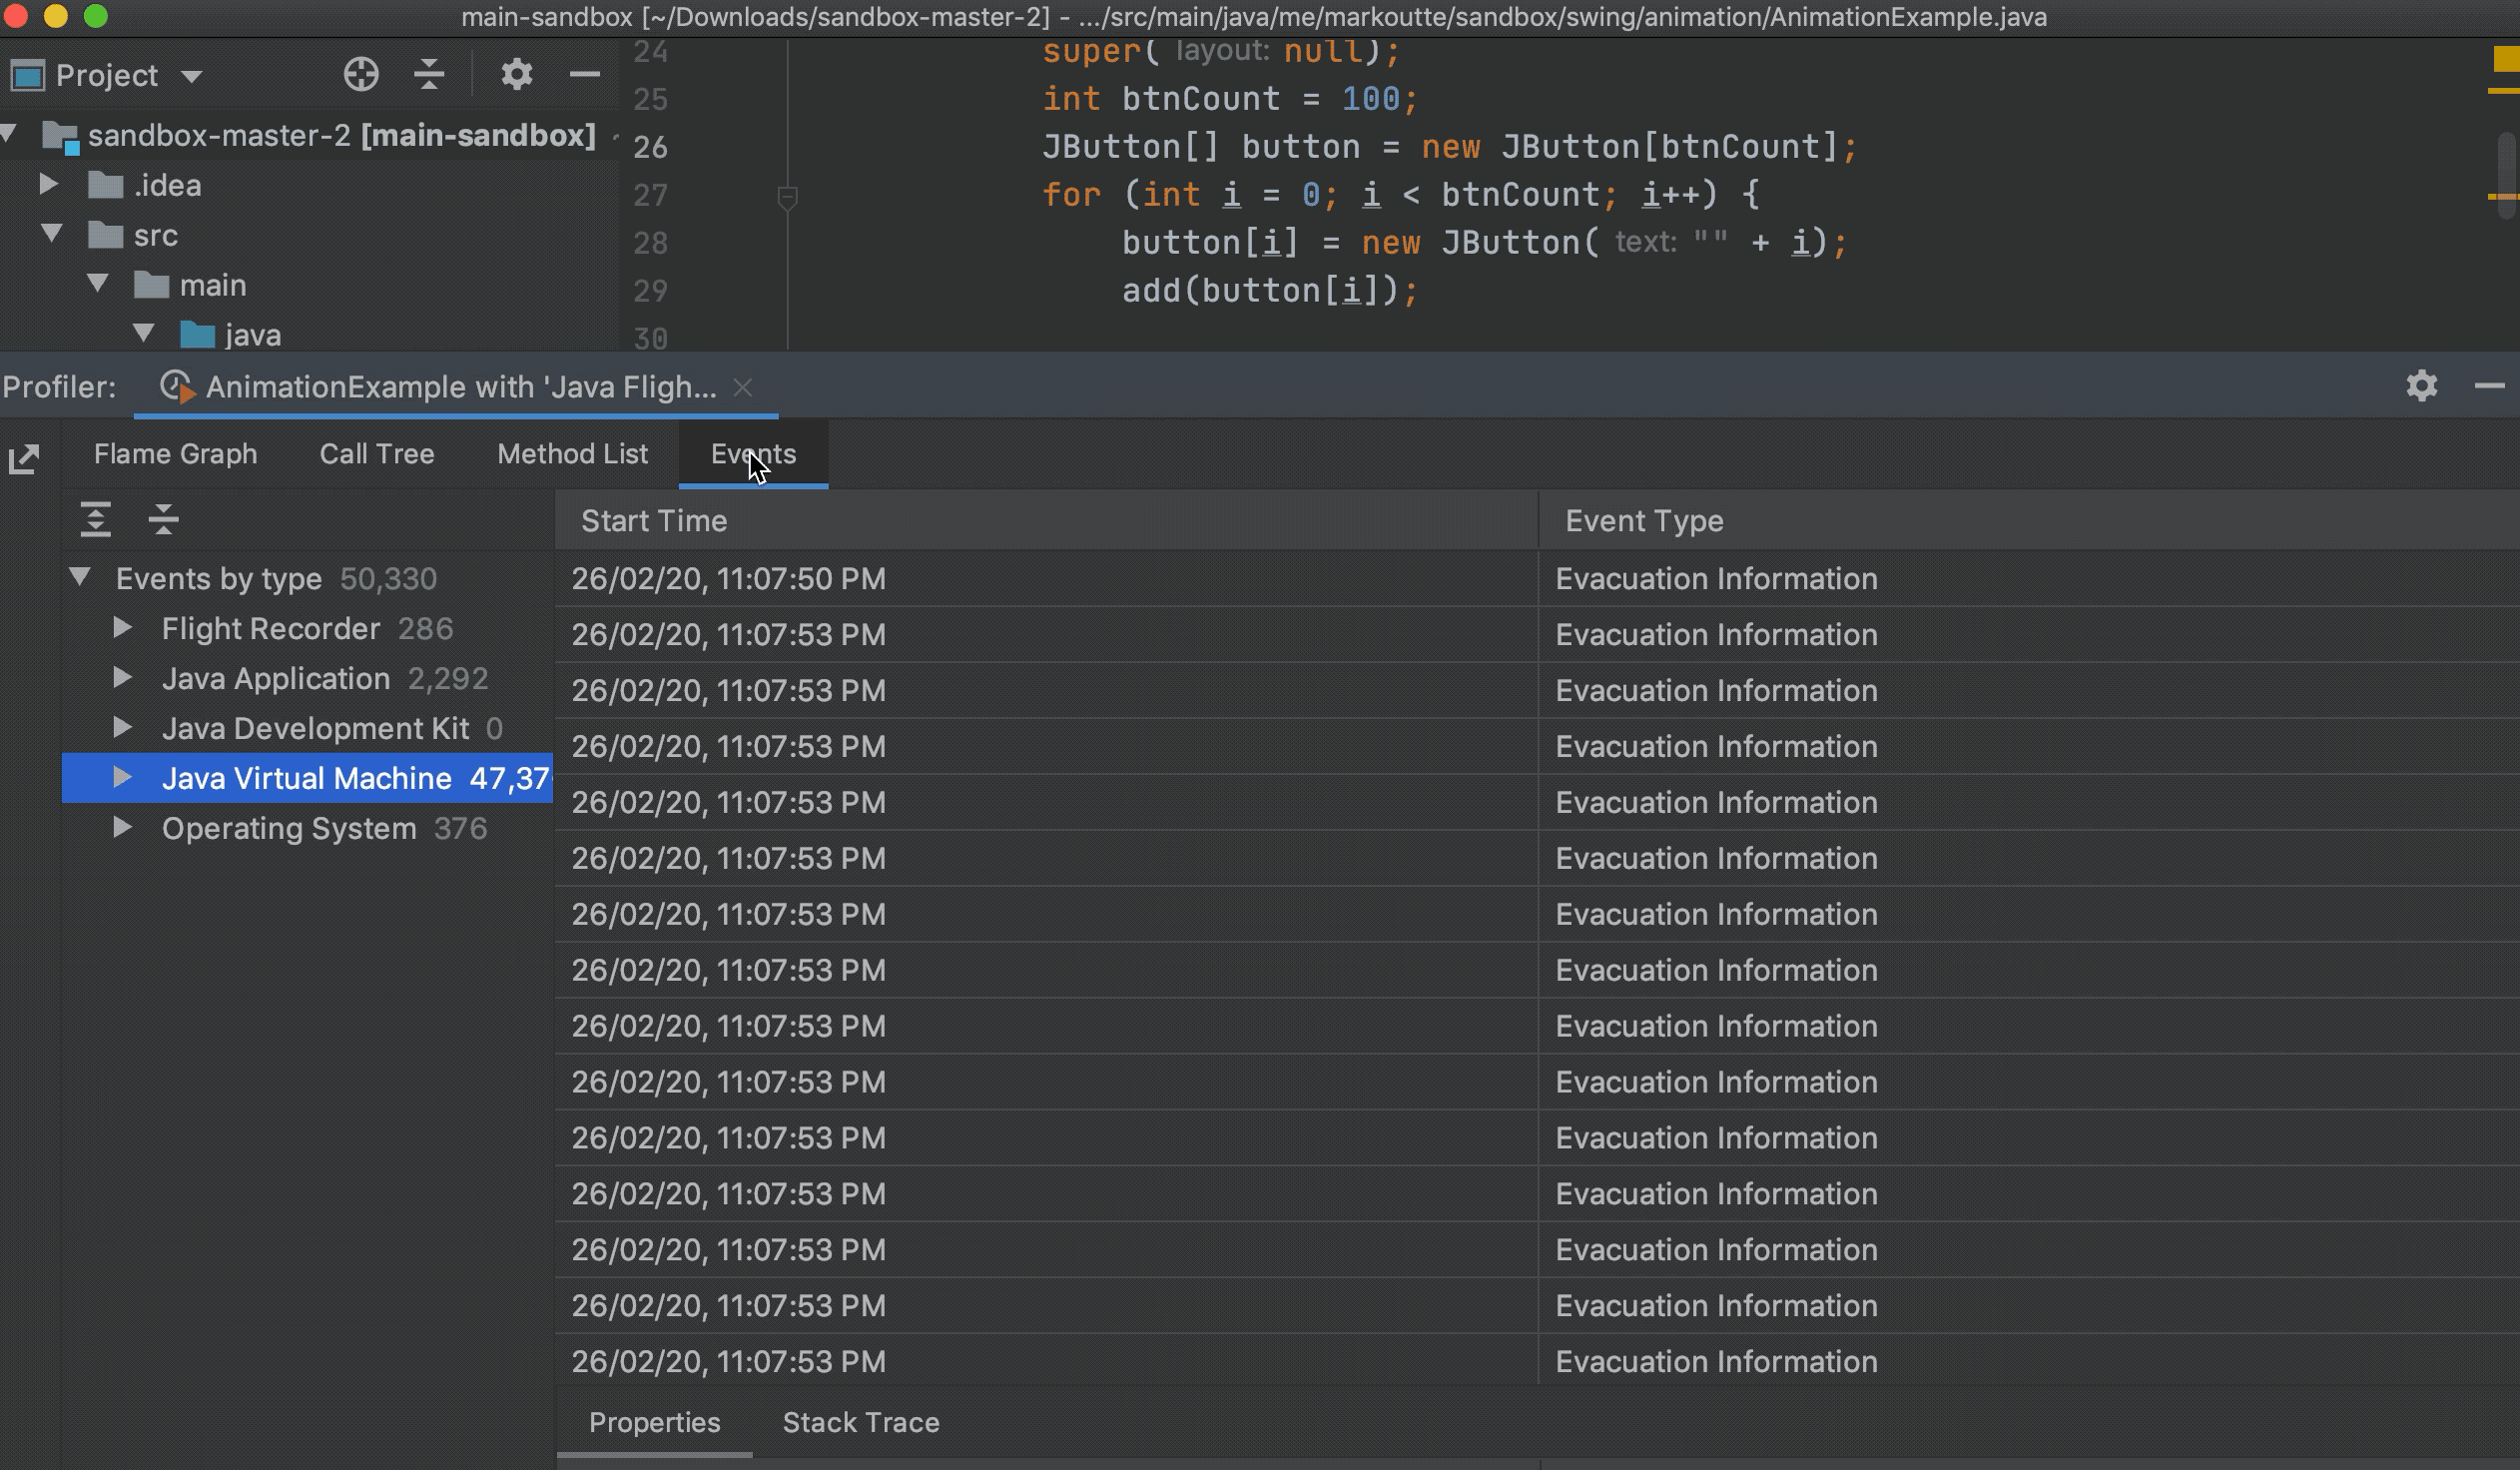 main-sandbox [~/Downloads/sandbox-master-2] - .../src/main/java/me/markoutte/sandbox/swing/animation/AnimationExample.java
Project
sandbox-master-2 [main-sandbox]
.idea
src
main
java
24 super( layout: null);
25 int btnCount = 100;
26 JButton[] button = new JButton[btnCount];
27 for (int i = 0; i < btnCount; i++) {
28 button[i] = new JButton( text: "" + i);
29 add(button[i]);
30
Profiler: AnimationExample with 'Java Fligh...
Flame Graph Call Tree Method List Events
Events by type 50,330
Flight Recorder 286
Java Application 2,292
Java Development Kit 0
Java Virtual Machine 47,37
Operating System 376
Start Time Event Type
26/02/20, 11:07:50 PM Evacuation Information
26/02/20, 11:07:53 PM Evacuation Information
26/02/20, 11:07:53 PM Evacuation Information
26/02/20, 11:07:53 PM Evacuation Information
26/02/20, 11:07:53 PM Evacuation Information
26/02/20, 11:07:53 PM Evacuation Information
26/02/20, 11:07:53 PM Evacuation Information
26/02/20, 11:07:53 PM Evacuation Information
26/02/20, 11:07:53 PM Evacuation Information
26/02/20, 11:07:53 PM Evacuation Information
26/02/20, 11:07:53 PM Evacuation Information
26/02/20, 11:07:53 PM Evacuation Information
26/02/20, 11:07:53 PM Evacuation Information
26/02/20, 11:07:53 PM Evacuation Information
26/02/20, 11:07:53 PM Evacuation Information
Properties Stack Trace